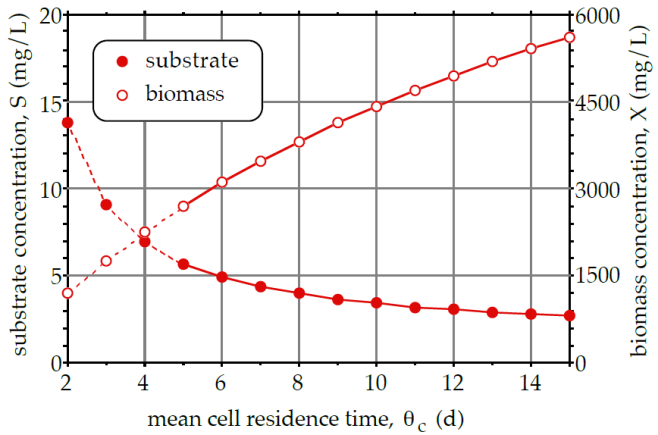 substrate concentration, S (mg/L)
20
15
10
5
0
substrate
biomass
6000
4500
3000
1500
0
biomass concentration, X (mg/L)
2 4 6 8 10 12 14
mean cell residence time, θc (d)